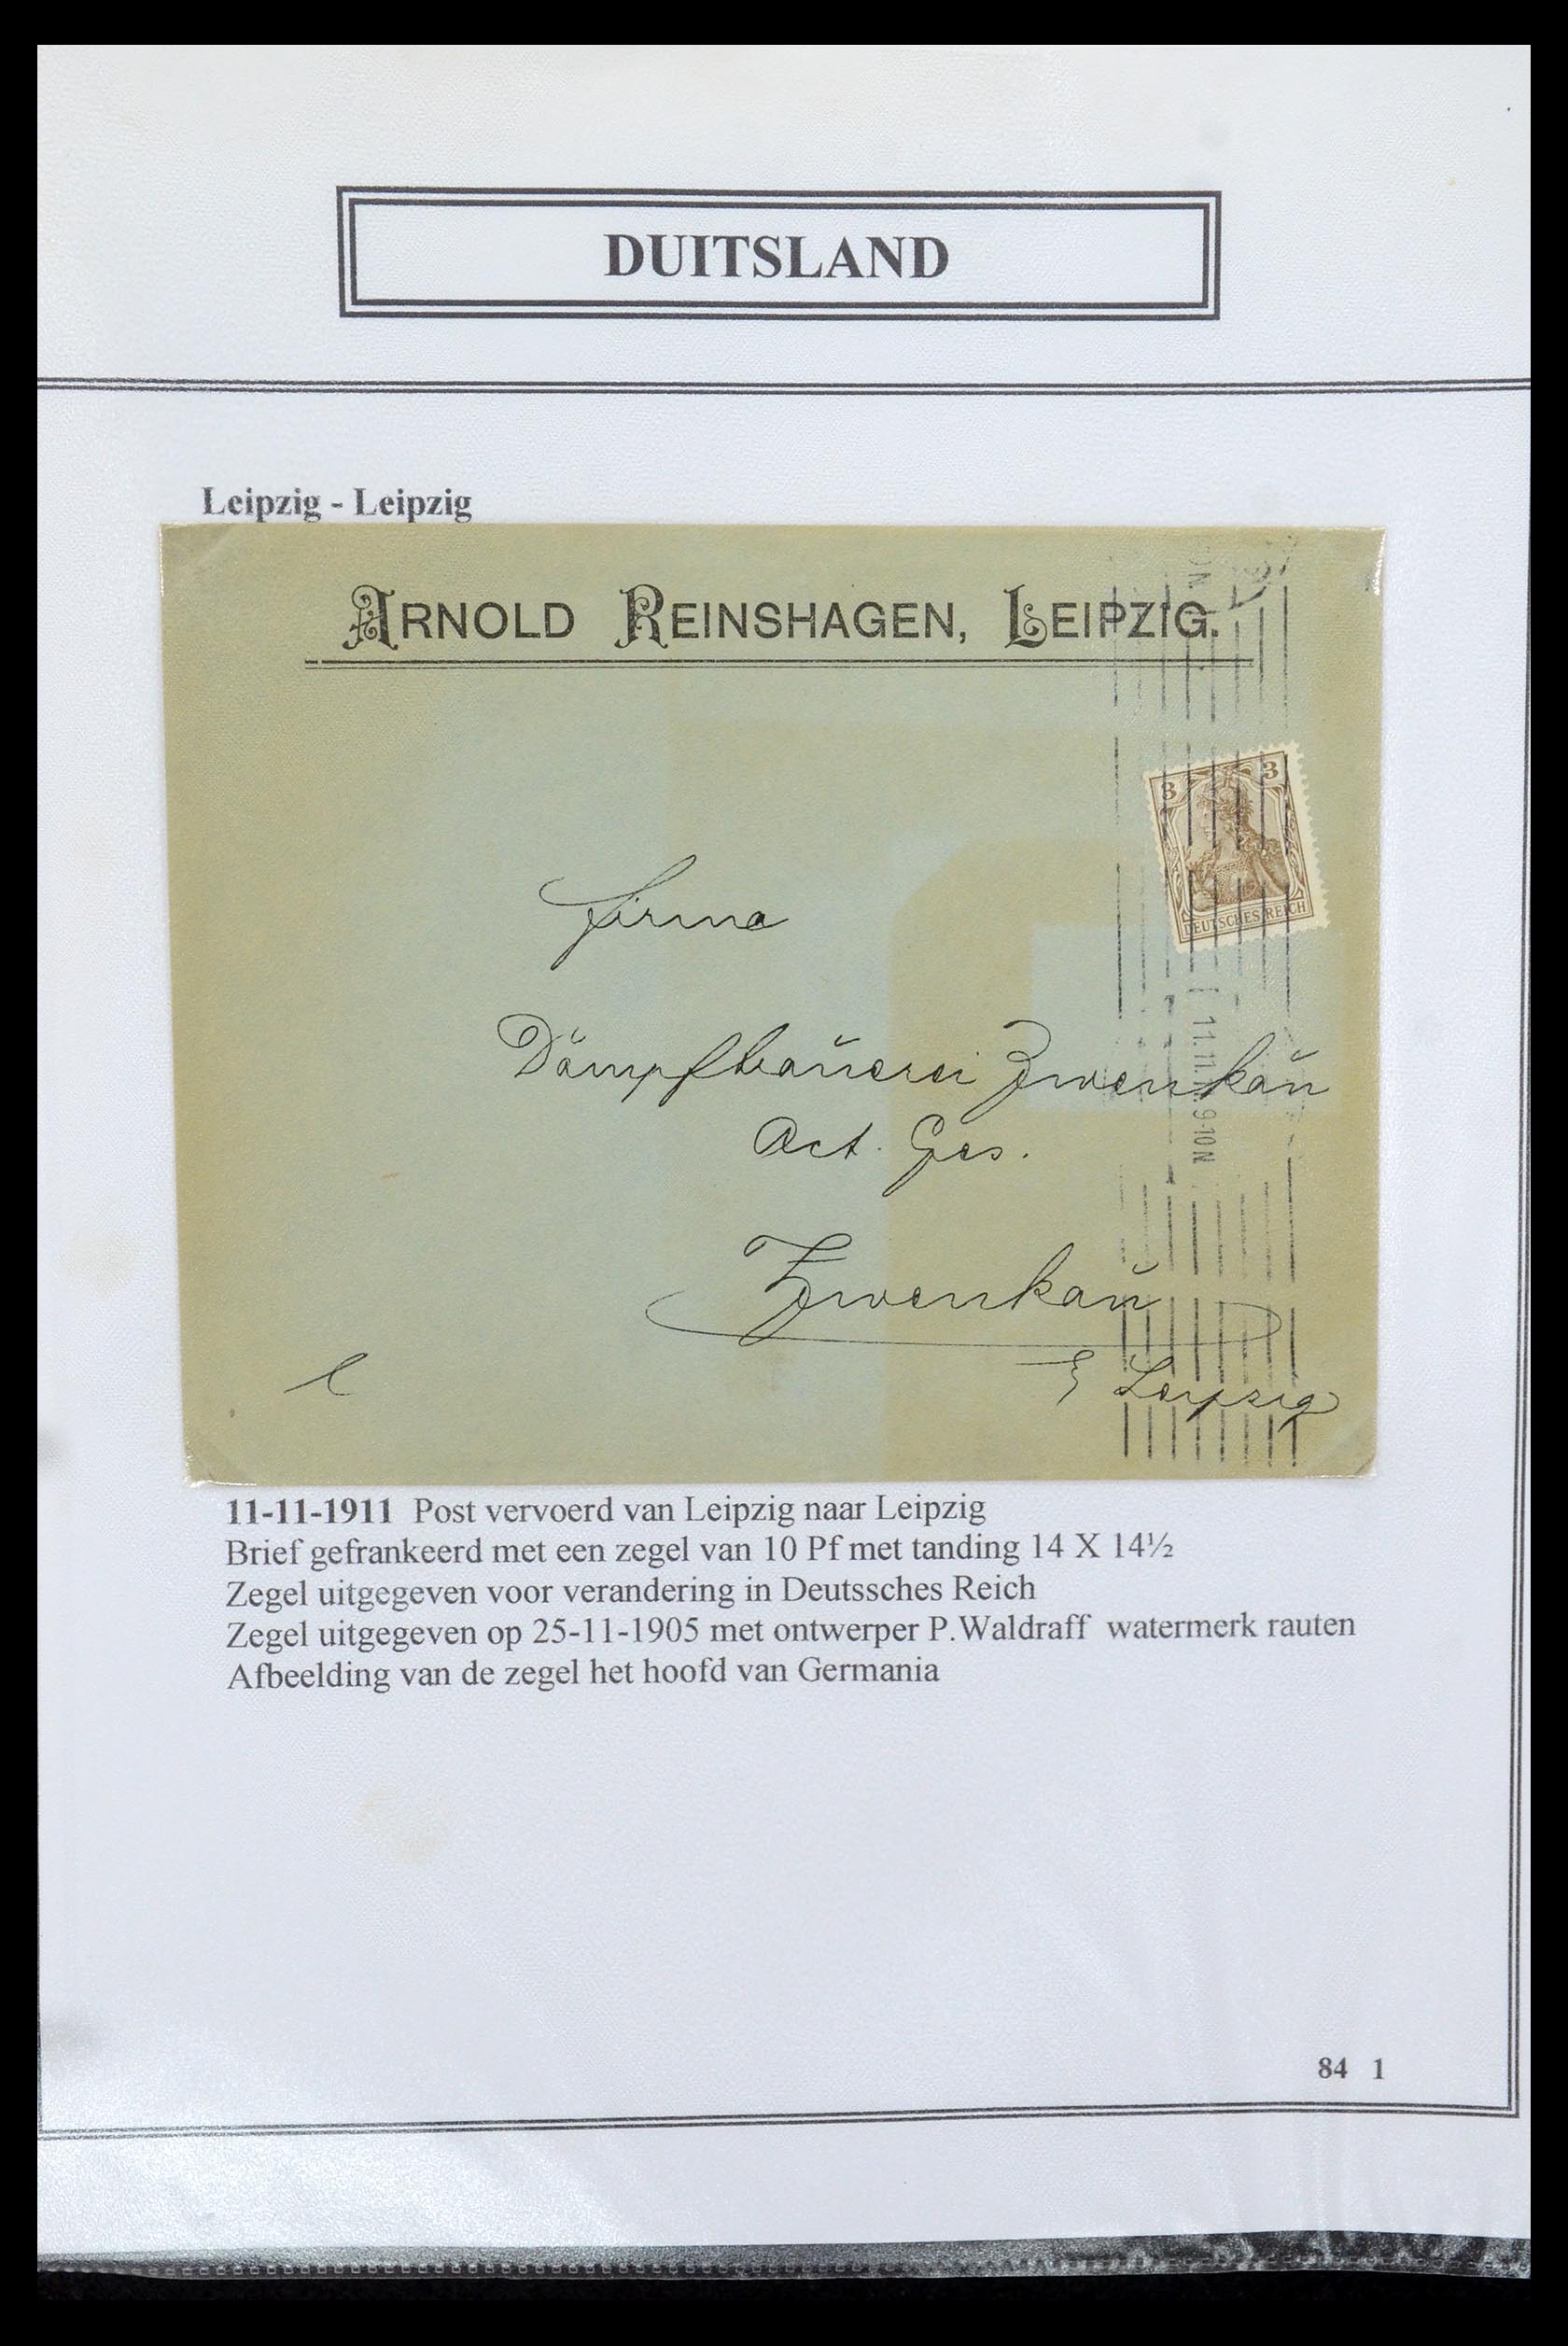 DUITSLAND
Leipzig - Leipzig
ARNOLD REINSHAGEN, LEIPZIG.
3 3
DEUTSCHES REICH
Firma
Dampfbrauerei Zwenkau
Act. Ges.
Zwenkau
Leipzig
11.11. 9-10 N
11-11-1911 Post vervoerd van Leipzig naar Leipzig
Brief gefrankeerd met een zegel van 10 Pf met tanding 14 X 14½
Zegel uitgegeven voor verandering in Deutssches Reich
Zegel uitgegeven op 25-11-1905 met ontwerper P.Waldraff watermerk rauten
Afbeelding van de zegel het hoofd van Germania
84 1